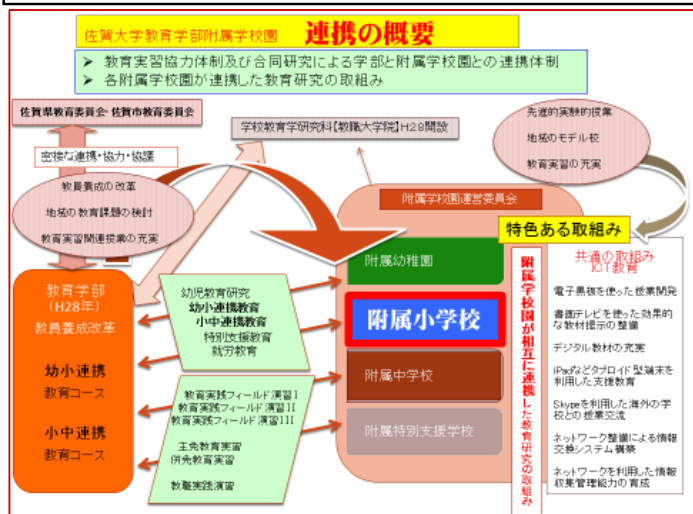 佐賀大学教育学部附属学校園 連携の概要
➢ 教育実習協力体制及び合同研究による学部と附属学校園との連携体制
➢ 各附属学校園が連携した教育研究の取組み
佐賀県教育委員会・佐賀市教育委員会
密接な連携・協力・協議
学校教育学研究科【教職大学院】H28開設
先進的実験的授業
地域のモデル校
教育実習の充実
教員養成の改革
地域の教育課題の検討
教育実習関連授業の充実
附属学校園運営委員会
特色ある取組み
教育学部
(H28年)
教員養成改革
幼小連携
教育コース
小中連携
教育コース
幼児教育研究
幼小連携教育
小中連携教育
特別支援教育
就労教育
教育実践フィールド演習I
教育実践フィールド演習II
教育実践フィールド演習III
主免教育実習
併免教育実習
教職実践演習
附属幼稚園
附属小学校
附属中学校
附属特別支援学校
附属学校園が相互に連携した教育研究の取組み
共通の取組み
ICT教育
電子黒板を使った授業開発
書画テレビを使った効果的
な教材提示の整備
デジタル教材の充実
iPadなどタブロイド型端末を
利用した支援教育
Skypeを利用した海外の学
校との授業交流
ネットワーク整備による情報
交換システム構築
ネットワークを利用した情報
収集管理能力の育成